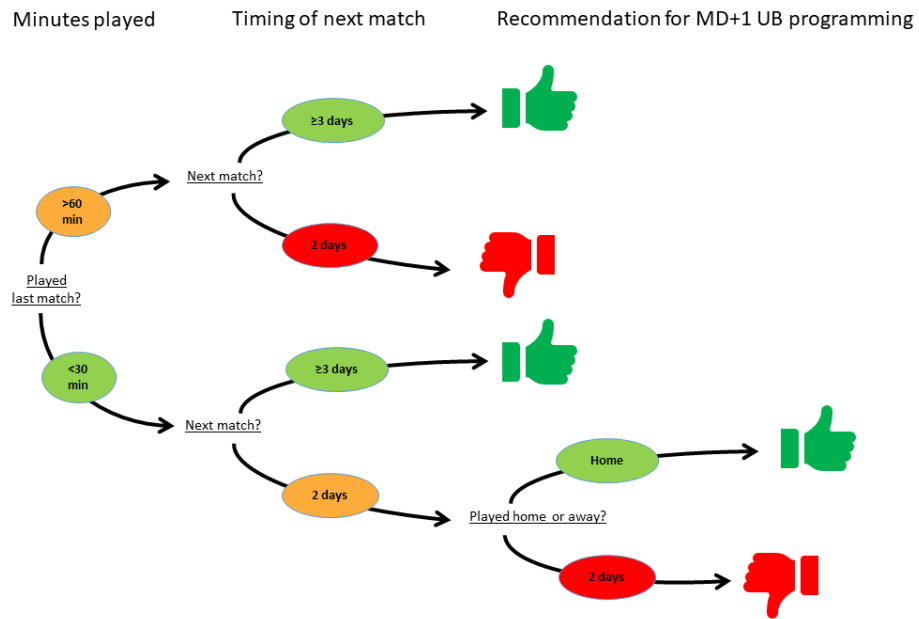 Minutes played
Timing of next match
Recommendation for MD+1 UB programming
≥3 days
Next match?
>60
min
2 days
Played
last match?
<30
min
≥3 days
Next match?
2 days
Home
Played home or away?
2 days